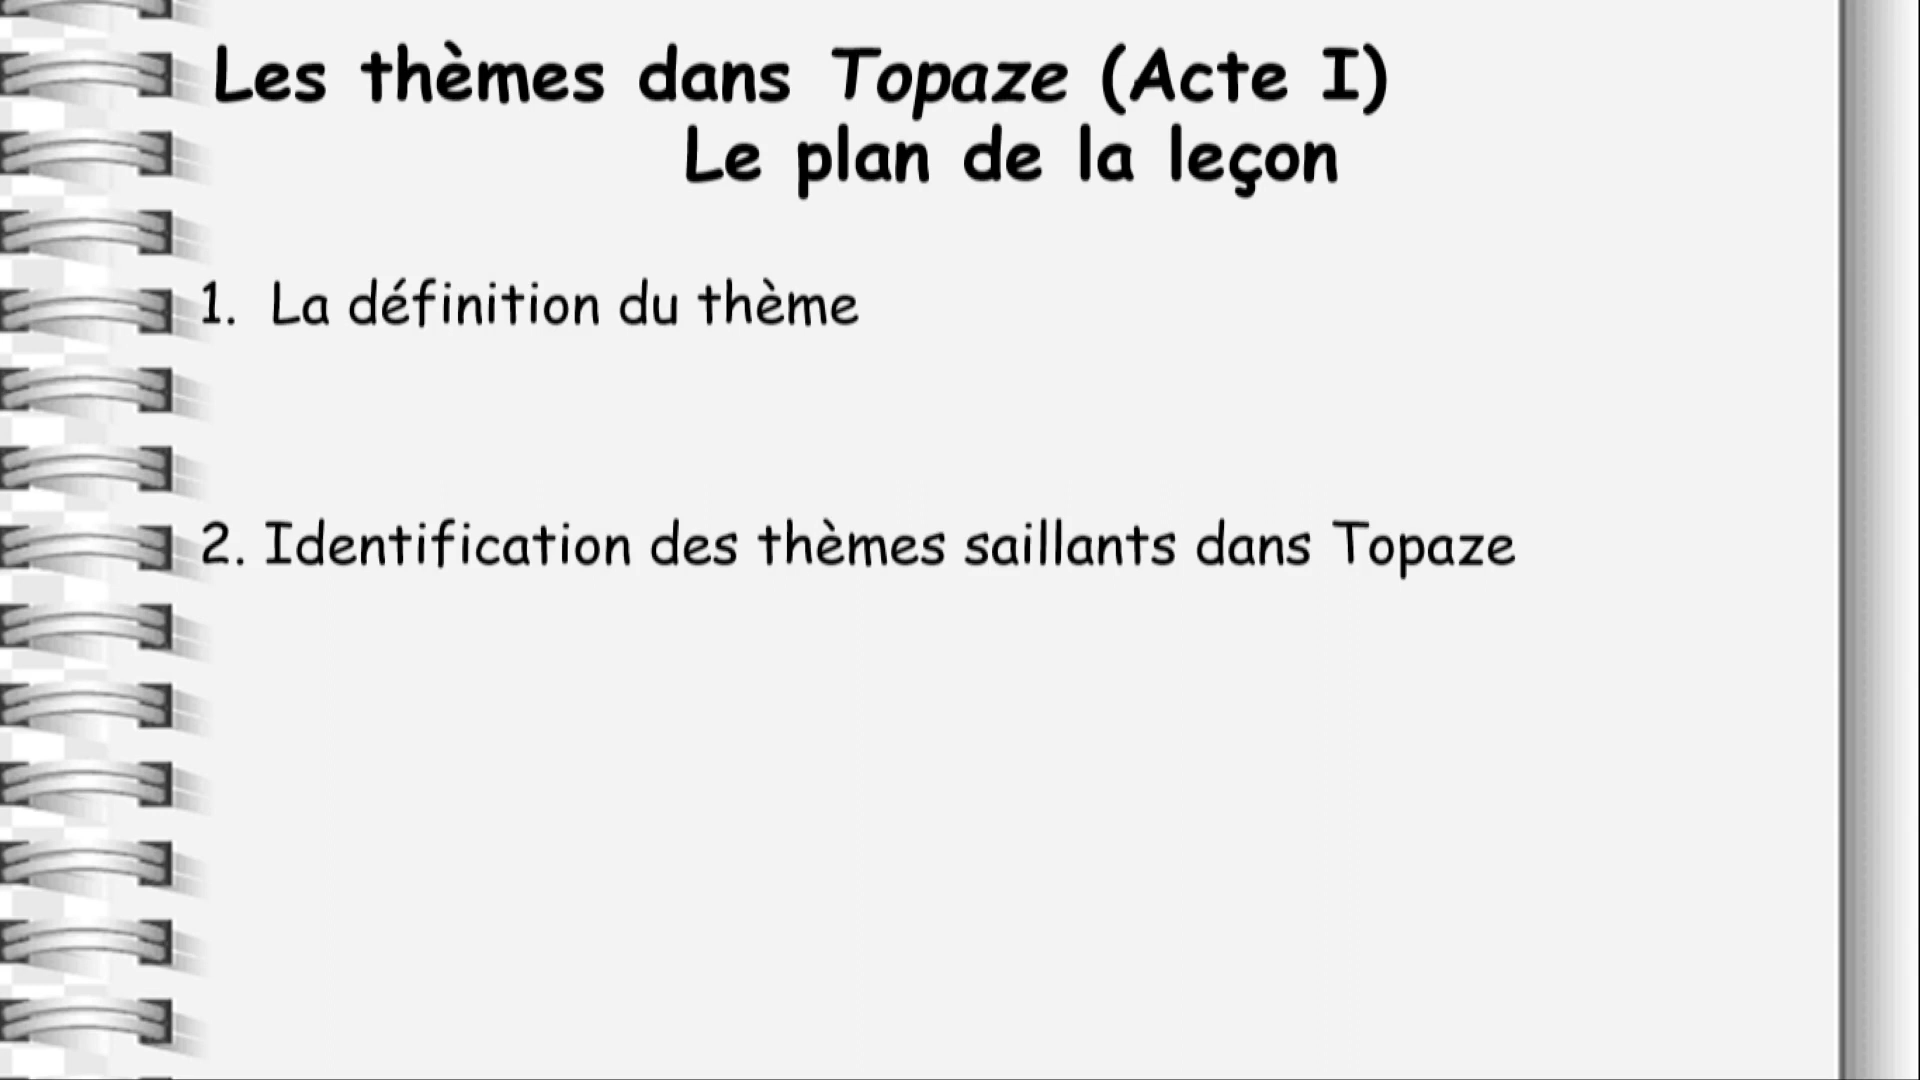 Les thèmes dans Topaze (Acte I)
Le plan de la leçon
1. La définition du thème
2. Identification des thèmes saillants dans Topaze